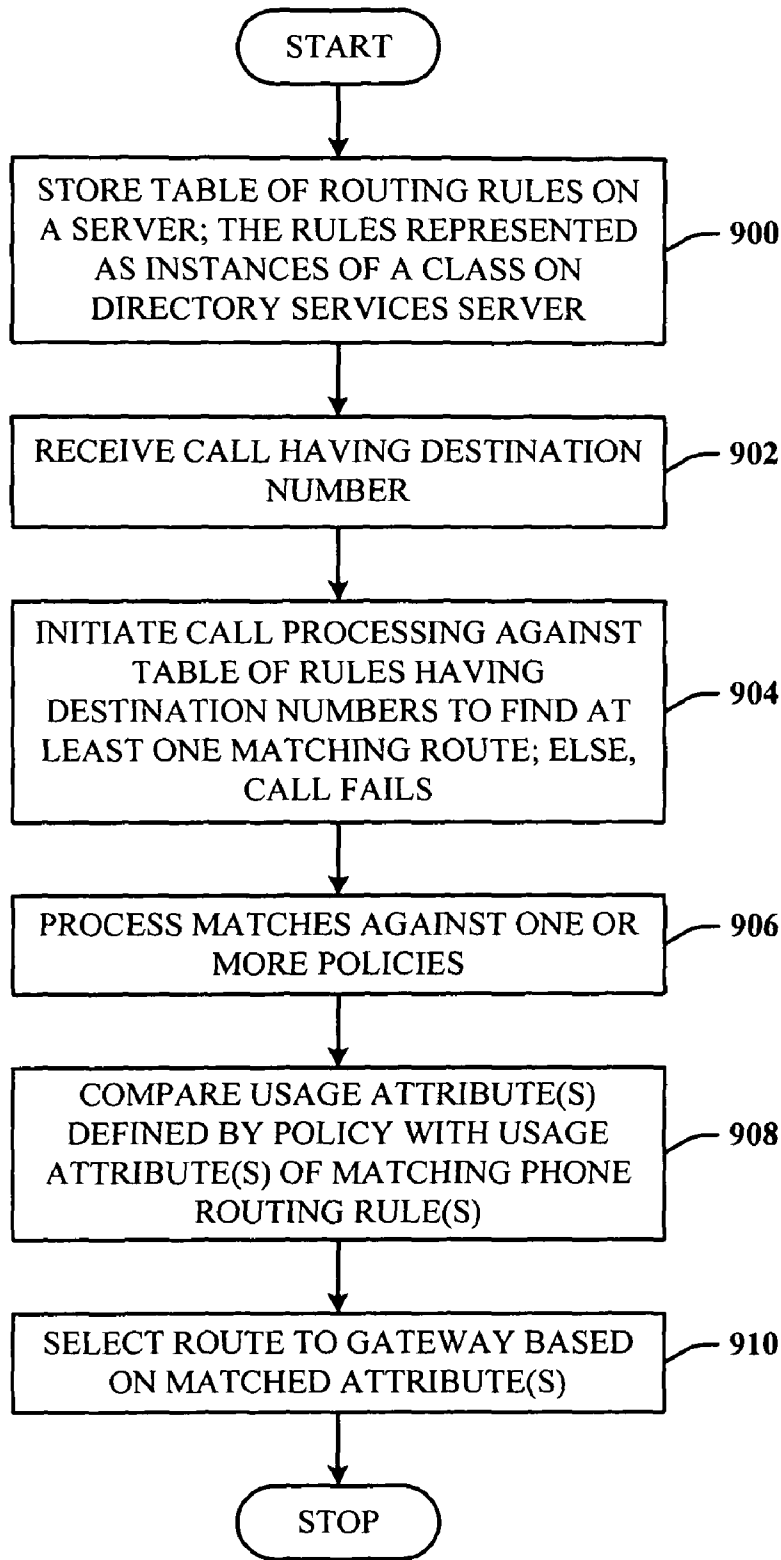 START
STORE TABLE OF ROUTING RULES ON
A SERVER; THE RULES REPRESENTED
AS INSTANCES OF A CLASS ON
DIRECTORY SERVICES SERVER
900
RECEIVE CALL HAVING DESTINATION
NUMBER
902
INITIATE CALL PROCESSING AGAINST
TABLE OF RULES HAVING
DESTINATION NUMBERS TO FIND AT
LEAST ONE MATCHING ROUTE; ELSE,
CALL FAILS
904
PROCESS MATCHES AGAINST ONE OR
MORE POLICIES
906
COMPARE USAGE ATTRIBUTE(S)
DEFINED BY POLICY WITH USAGE
ATTRIBUTE(S) OF MATCHING PHONE
ROUTING RULE(S)
908
SELECT ROUTE TO GATEWAY BASED
ON MATCHED ATTRIBUTE(S)
910
STOP